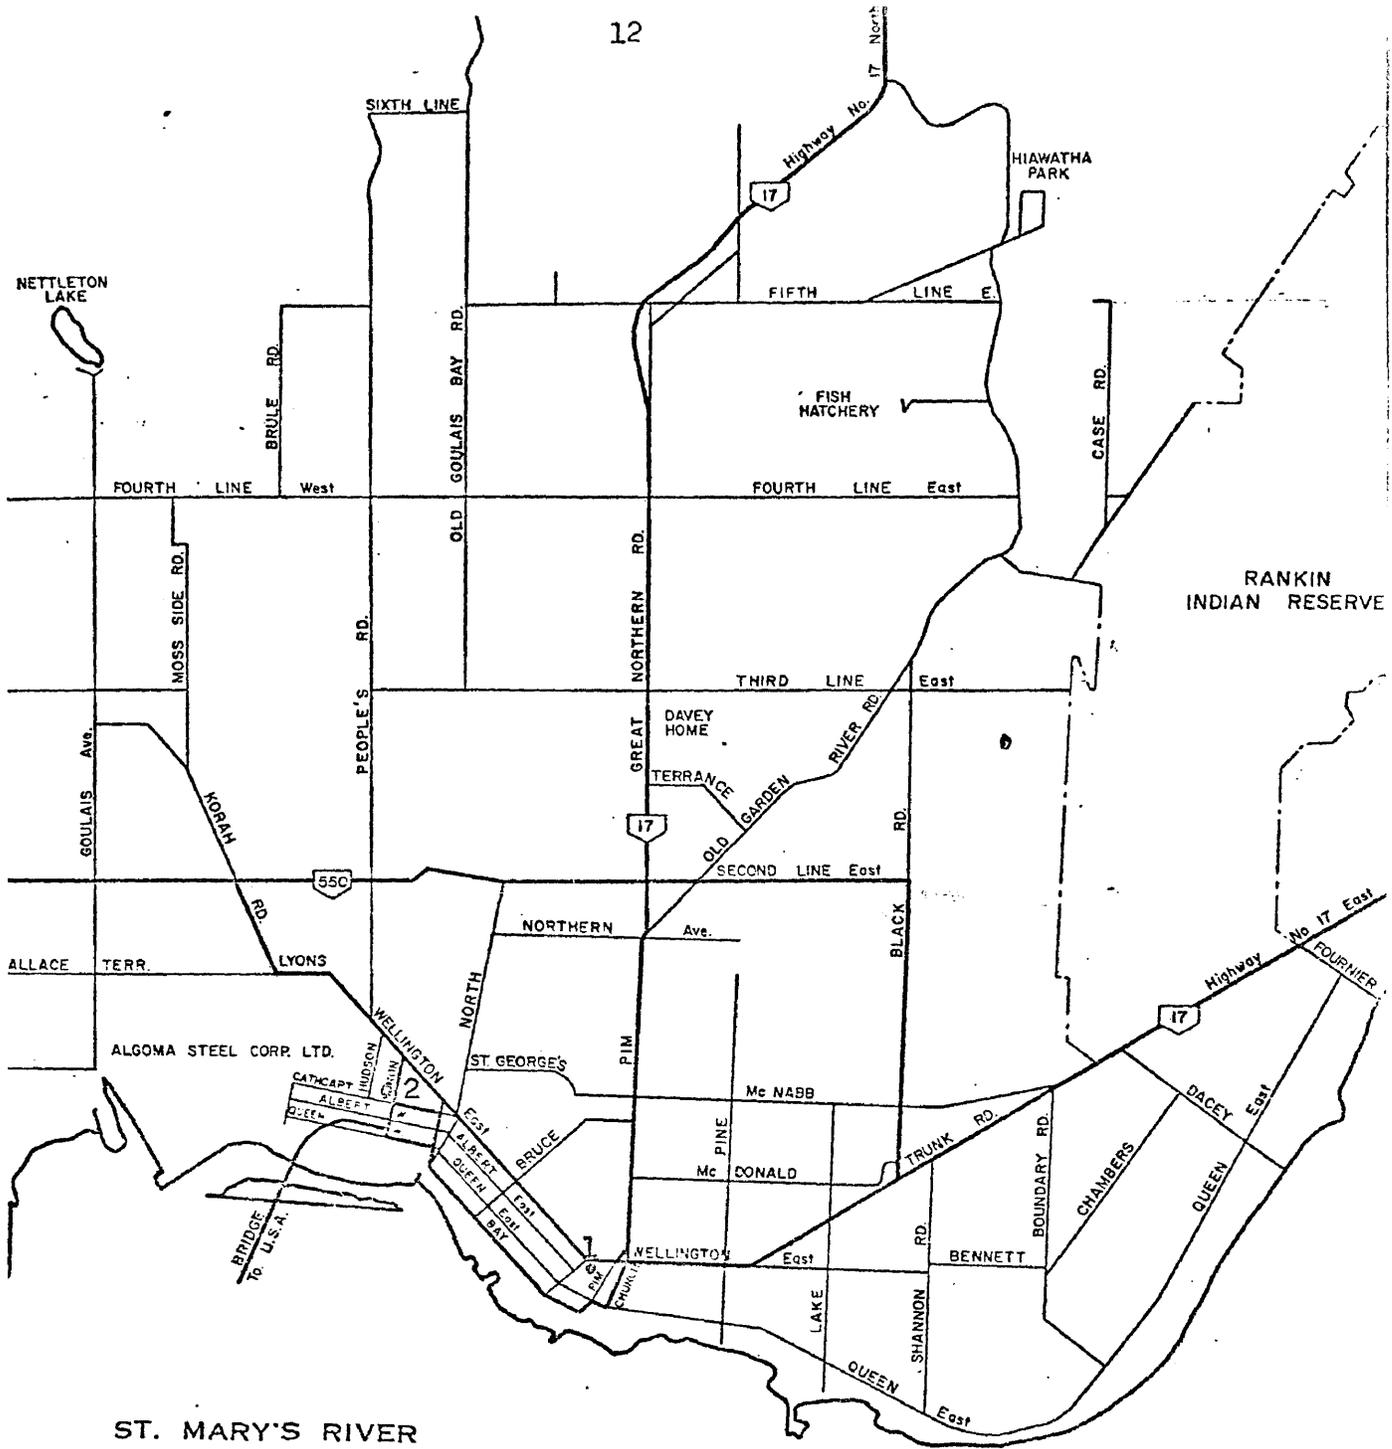 12
17 North
Highway No.
17
SIXTH LINE
HIAWATHA
PARK
NETTLETON
LAKE
FIFTH LINE E.
BRULE RD.
OLD GOULAIS BAY RD.
FISH
HATCHERY
CASE RD.
FOURTH LINE West
FOURTH LINE East
MOSS SIDE RD.
PEOPLE'S RD.
GREAT NORTHERN RD.
RANKIN
INDIAN RESERVE
THIRD LINE East
DAVEY
HOME
GOULAIS Ave.
KORAH RD.
TERRANCE
OLD GARDEN RIVER RD.
17
550
SECOND LINE East
BLACK RD.
NORTHERN Ave.
ALLACE TERR.
LYONS
NORTH
Highway No 17 East
17
FOURNIER
WELLINGTON East
ALGOMA STEEL CORP. LTD.
HUDSON
2
CATHCART
ALBERT
QUEEN
ST. GEORGE'S
PIM
Mc NABB
PINE
BRUCE
ALBERT East
QUEEN East
BAY
Mc DONALD
TRUNK RD.
BOUNDARY RD.
CHAMBERS
DACEY
QUEEN East
BRIDGE
To U.S.A.
1
PIM
WELLINGTON East
BENNETT
LAKE
SHANNON RD.
QUEEN East
ST. MARY'S RIVER